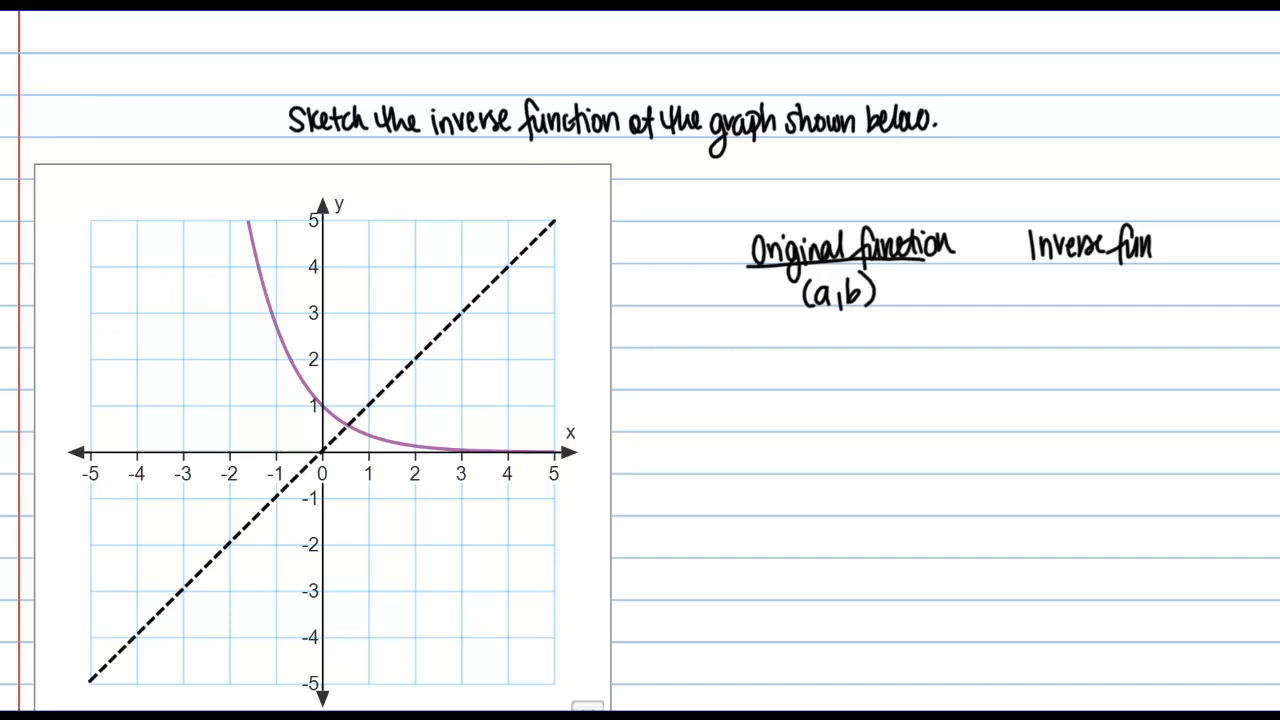 Sketch the inverse function of the graph shown below.
Original function Inverse fun
(a,b)
y
5
4
3
2
1
x
-5 -4 -3 -2 -1 0 1 2 3 4 5
-1
-2
-3
-4
-5